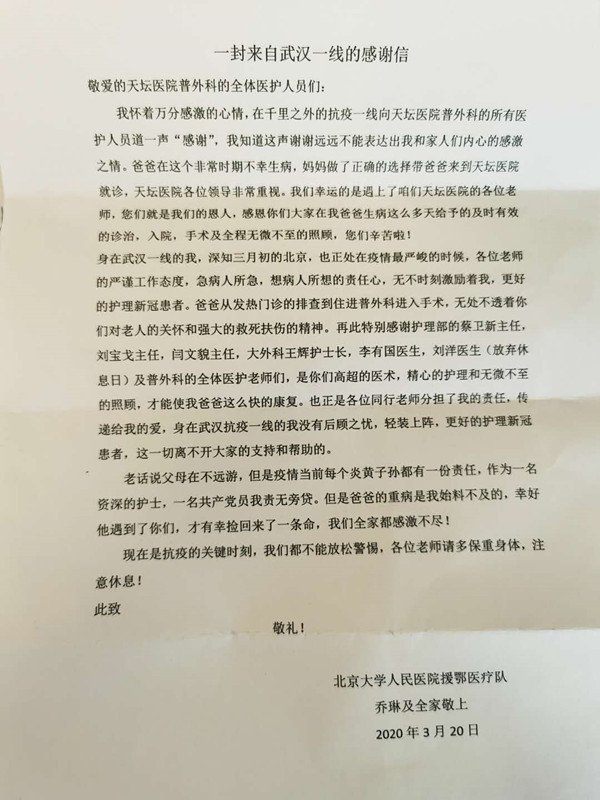 一封来自武汉一线的感谢信
敬爱的天坛医院普外科的全体医护人员们：
我怀着万分感激的心情，在千里之外的抗疫一线向天坛医院普外科的所有医
护人员道一声“感谢”，我知道这声谢谢远远不能表达出我和家人们内心的感激
之情。爸爸在这个非常时期不幸生病，妈妈做了正确的选择带爸爸来到天坛医院
就诊，天坛医院各位领导非常重视。我们幸运的是遇上了咱们天坛医院的各位老
师，您们就是我们的恩人，感恩你们大家在我爸爸生病这么多天给予的及时有效
的诊治，入院，手术及全程无微不至的照顾，您们辛苦啦！
身在武汉一线的我，深知三月初的北京，也正处在疫情最严峻的时候，各位老师
的严谨工作态度，急病人所急，想病人所想的责任心，无不时刻激励着我，更好
的护理新冠患者。爸爸从发热门诊的排查到住进普外科进入手术，无处不透着你
们对老人的关怀和强大的救死扶伤的精神。再此特别感谢护理部的蔡卫新主任，
刘宝戈主任，闫文貌主任，大外科王辉护士长，李有国医生，刘洋医生（放弃休
息日）及普外科的全体医护老师们，是你们高超的医术，精心的护理和无微不至
的照顾，才能使我爸爸这么快的康复。也正是各位同行老师分担了我的责任，传
递给我的爱，身在武汉抗疫一线的我没有后顾之忧，轻装上阵，更好的护理新冠
患者，这一切离不开大家的支持和帮助的。
老话说父母在不远游，但是疫情当前每个炎黄子孙都有一份责任，作为一名
资深的护士，一名共产党员我责无旁贷。但是爸爸的重病是我始料不及的，幸好
他遇到了你们，才有幸捡回来了一条命，我们全家都感激不尽！
现在是抗疫的关键时刻，我们都不能放松警惕，各位老师请多保重身体，注
意休息！
此致
敬礼！
北京大学人民医院援鄂医疗队
乔琳及全家敬上
2020 年 3 月 20 日